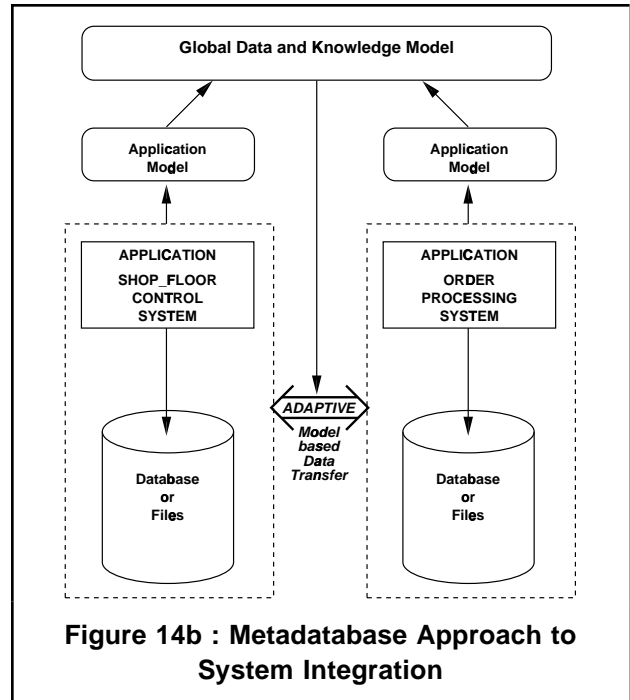 Global Data and Knowledge Model
Application
Model
Application
Model
APPLICATION
SHOP_FLOOR
CONTROL
SYSTEM
APPLICATION
ORDER
PROCESSING
SYSTEM
ADAPTIVE
Model
based
Data
Transfer
Database
or
Files
Database
or
Files
Figure 14b : Metadatabase Approach to
System Integration